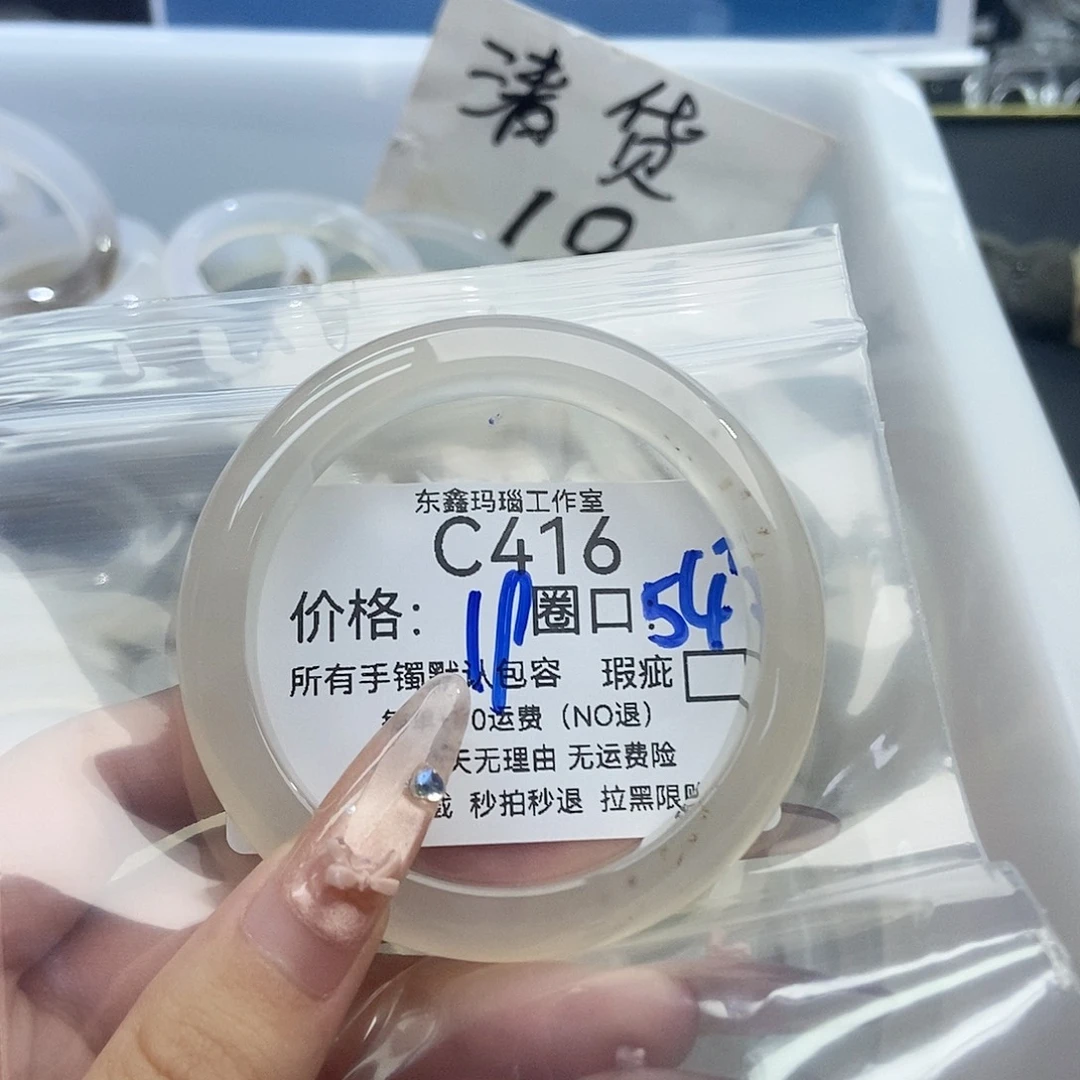 清货
10
东鑫玛瑙工作室
C416
价格: 圈口:54
所有手镯默认包容 瑕疵
0运费（NO退）
天无理由 无运费险
秒拍秒退 拉黑限购